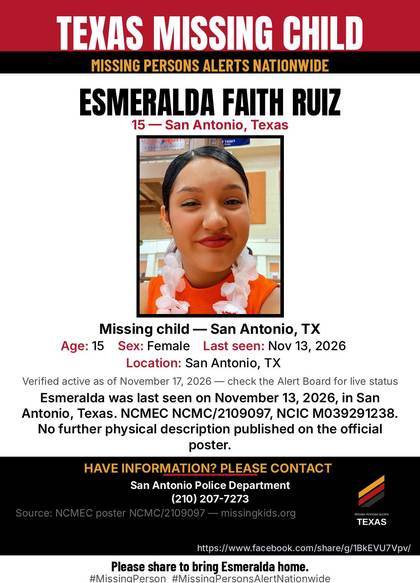 TEXAS MISSING CHILD
MISSING PERSONS ALERTS NATIONWIDE
ESMERALDA FAITH RUIZ
15 — San Antonio, Texas
Missing child — San Antonio, TX
Age: 15 Sex: Female Last seen: Nov 13, 2026
Location: San Antonio, TX
Verified active as of November 17, 2026 — check the Alert Board for live status
Esmeralda was last seen on November 13, 2026, in San
Antonio, Texas. NCMEC NCMC/2109097, NCIC M039291238.
No further physical description published on the official
poster.
HAVE INFORMATION? PLEASE CONTACT
San Antonio Police Department
(210) 207-7273
Source: NCMEC poster NCMC/2109097 — missingkids.org
TEXAS
https://www.facebook.com/share/g/1BkEVU7Vpv/
Please share to bring Esmeralda home.
#MissingPerson #MissingPersonsAlertNationwide